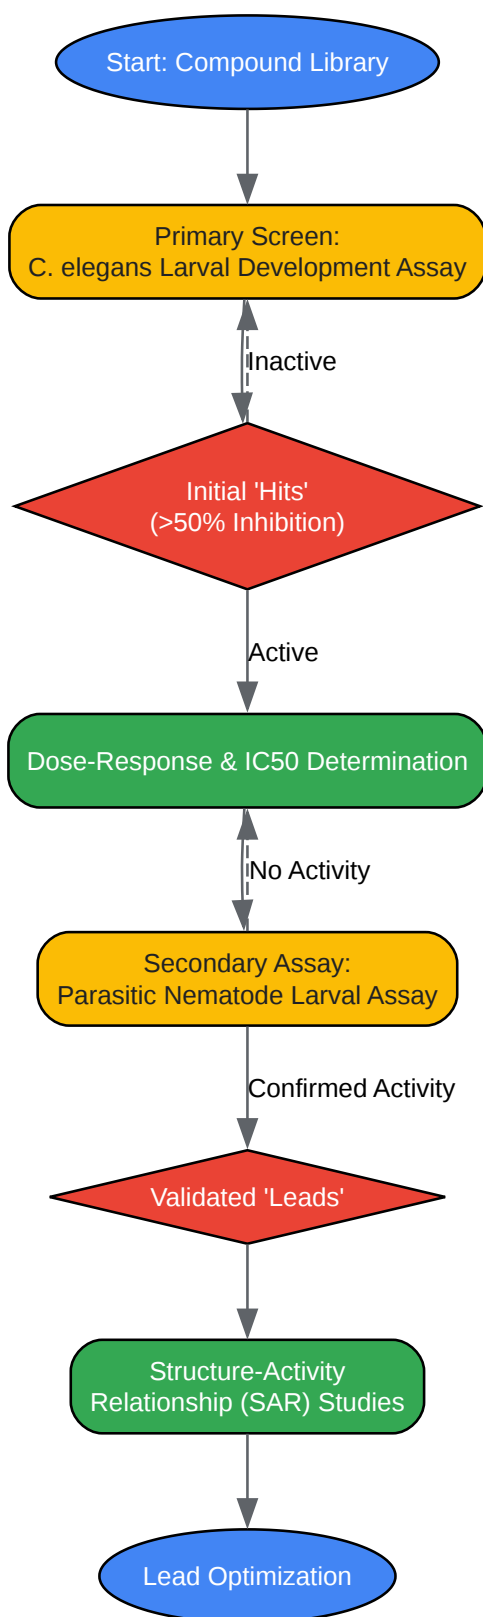 Start: Compound Library
Primary Screen:
C. elegans Larval Development Assay
Inactive
Initial 'Hits'
(>50% Inhibition)
Active
Dose-Response & IC50 Determination
No Activity
Secondary Assay:
Parasitic Nematode Larval Assay
Confirmed Activity
Validated 'Leads'
Structure-Activity
Relationship (SAR) Studies
Lead Optimization